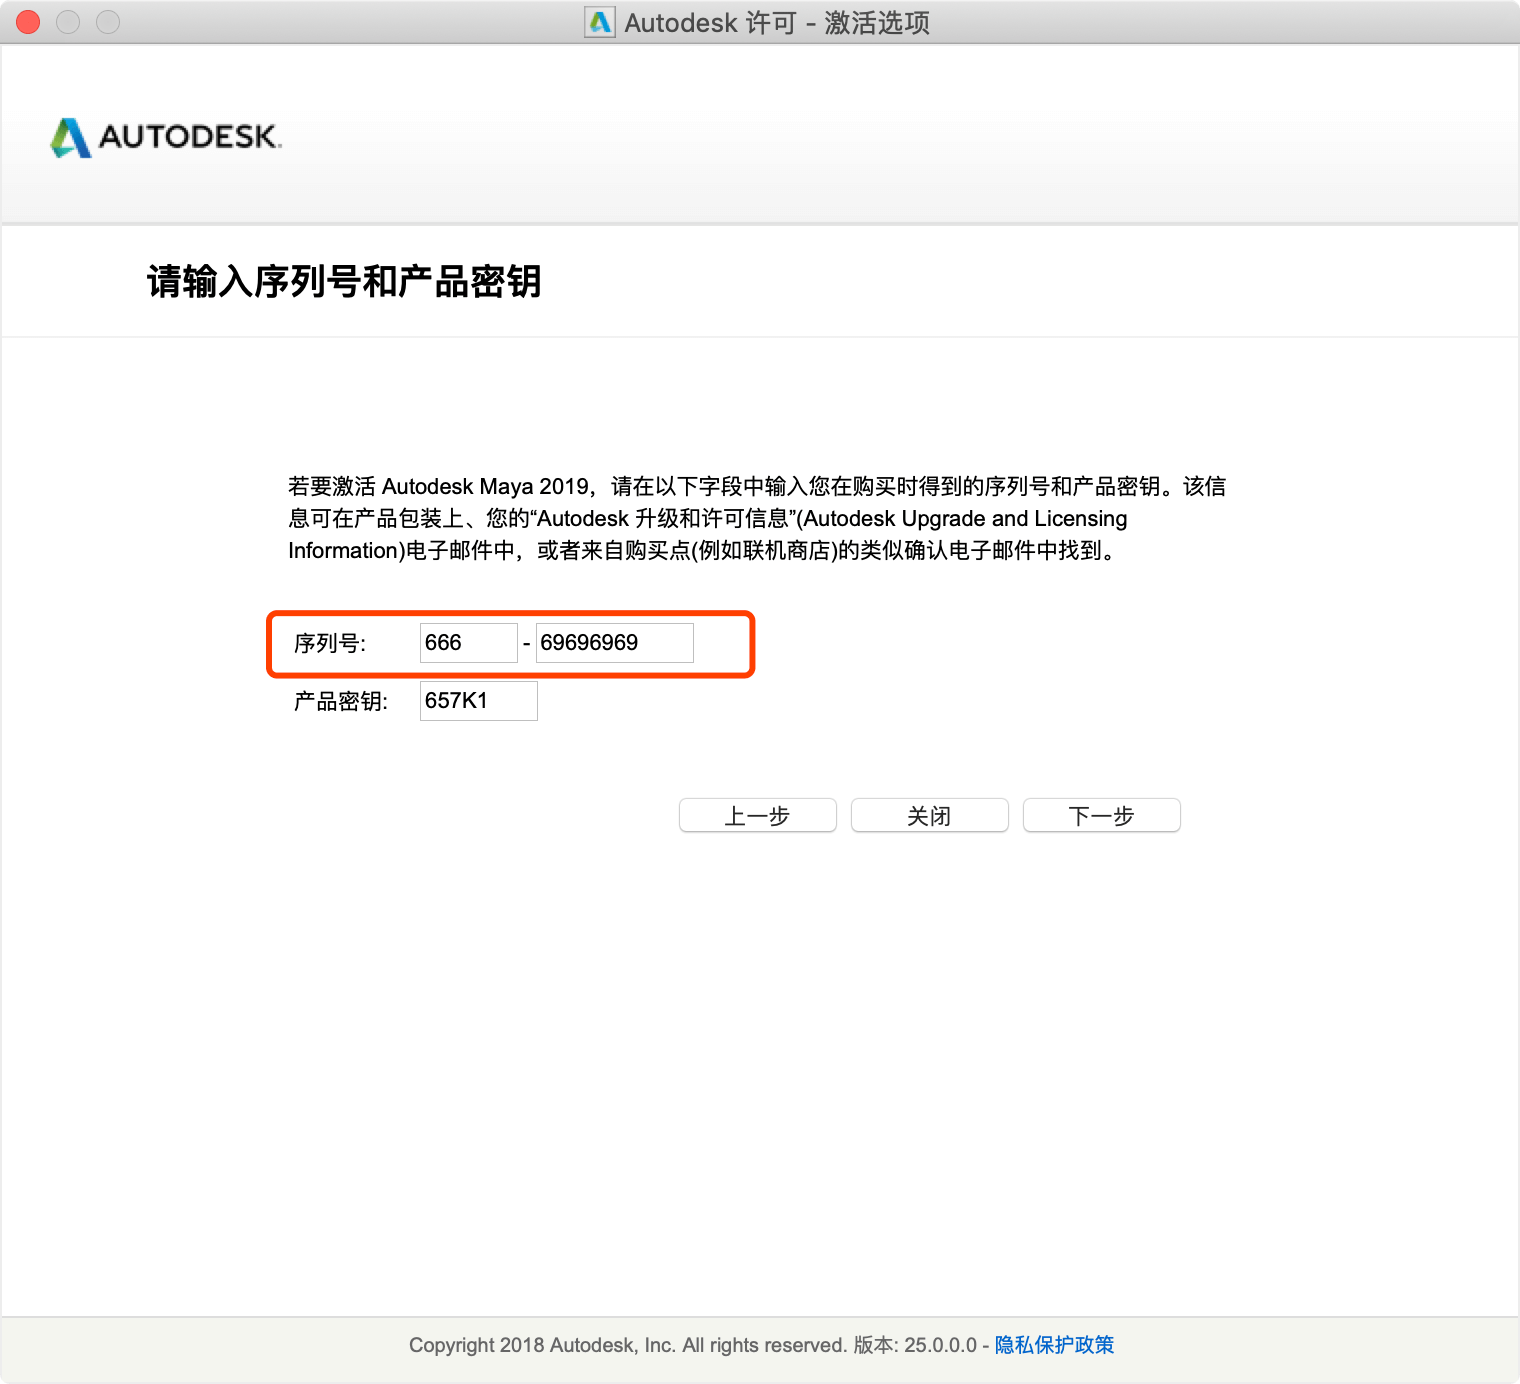 Autodesk 许可 - 激活选项
AUTODESK.
请输入序列号和产品密钥
若要激活 Autodesk Maya 2019，请在以下字段中输入您在购买时得到的序列号和产品密钥。该信
息可在产品包装上、您的“Autodesk 升级和许可信息”(Autodesk Upgrade and Licensing
Information)电子邮件中，或者来自购买点(例如联机商店)的类似确认电子邮件中找到。
序列号: 666 - 69696969
产品密钥: 657K1
上一步 关闭 下一步
Copyright 2018 Autodesk, Inc. All rights reserved. 版本: 25.0.0.0 - 隐私保护政策